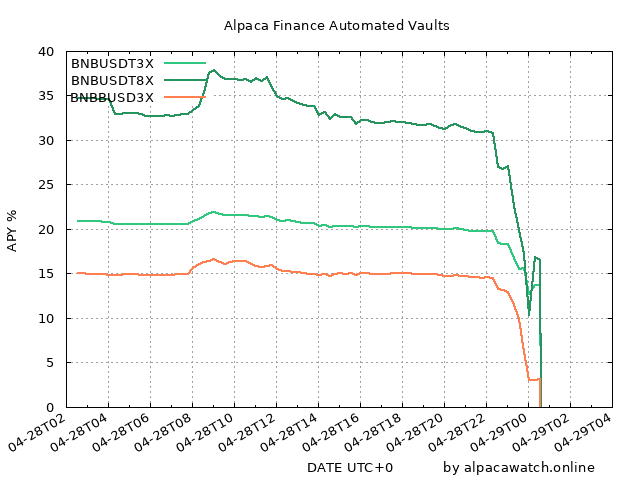 Alpaca Finance Automated Vaults
BNBUSDT3X
BNBUSDT8X
BNBBUSD3X
APY %
40
35
30
25
20
15
10
5
0
04-28T02
04-28T04
04-28T06
04-28T08
04-28T10
04-28T12
04-28T14
04-28T16
04-28T18
04-28T20
04-28T22
04-29T00
04-29T02
04-29T04
DATE UTC+0
by alpacawatch.online